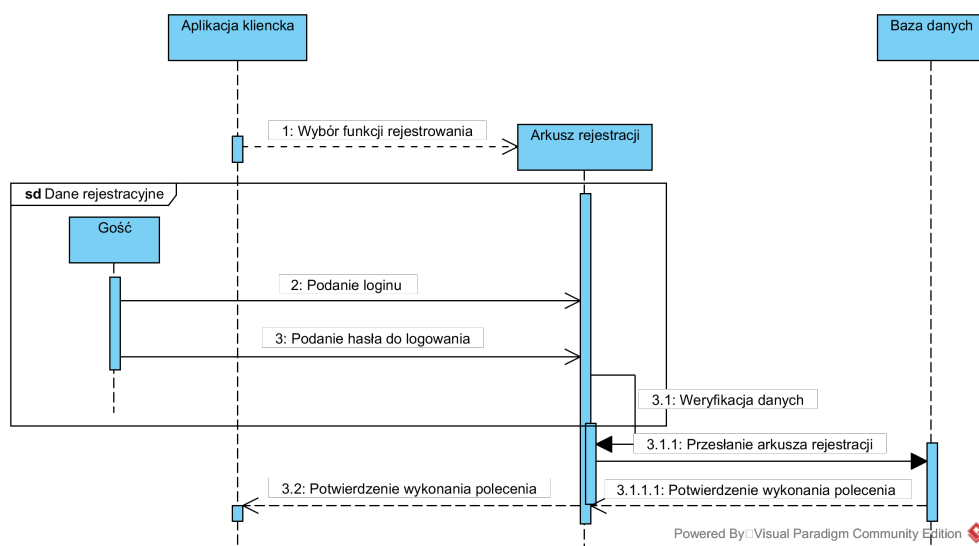 Aplikacja kliencka
Baza danych
1: Wybór funkcji rejestrowania
Arkusz rejestracji
sd Dane rejestracyjne
Gość
2: Podanie loginu
3: Podanie hasła do logowania
3.1: Weryfikacja danych
3.1.1: Przesłanie arkusza rejestracji
3.2: Potwierdzenie wykonania polecenia
3.1.1.1: Potwierdzenie wykonania polecenia
Powered By□Visual Paradigm Community Edition